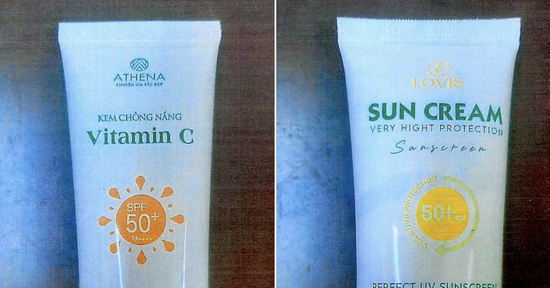 ATHENA
CHUYÊN GIA SẮC ĐẸP
KEM CHỐNG NẮNG
Vitamin C
SPF
50+
PA++++
LOVIS
SUN CREAM
VERY HIGHT PROTECTION
Sunscreen
50+
PERFECT UV SUNSCREEN